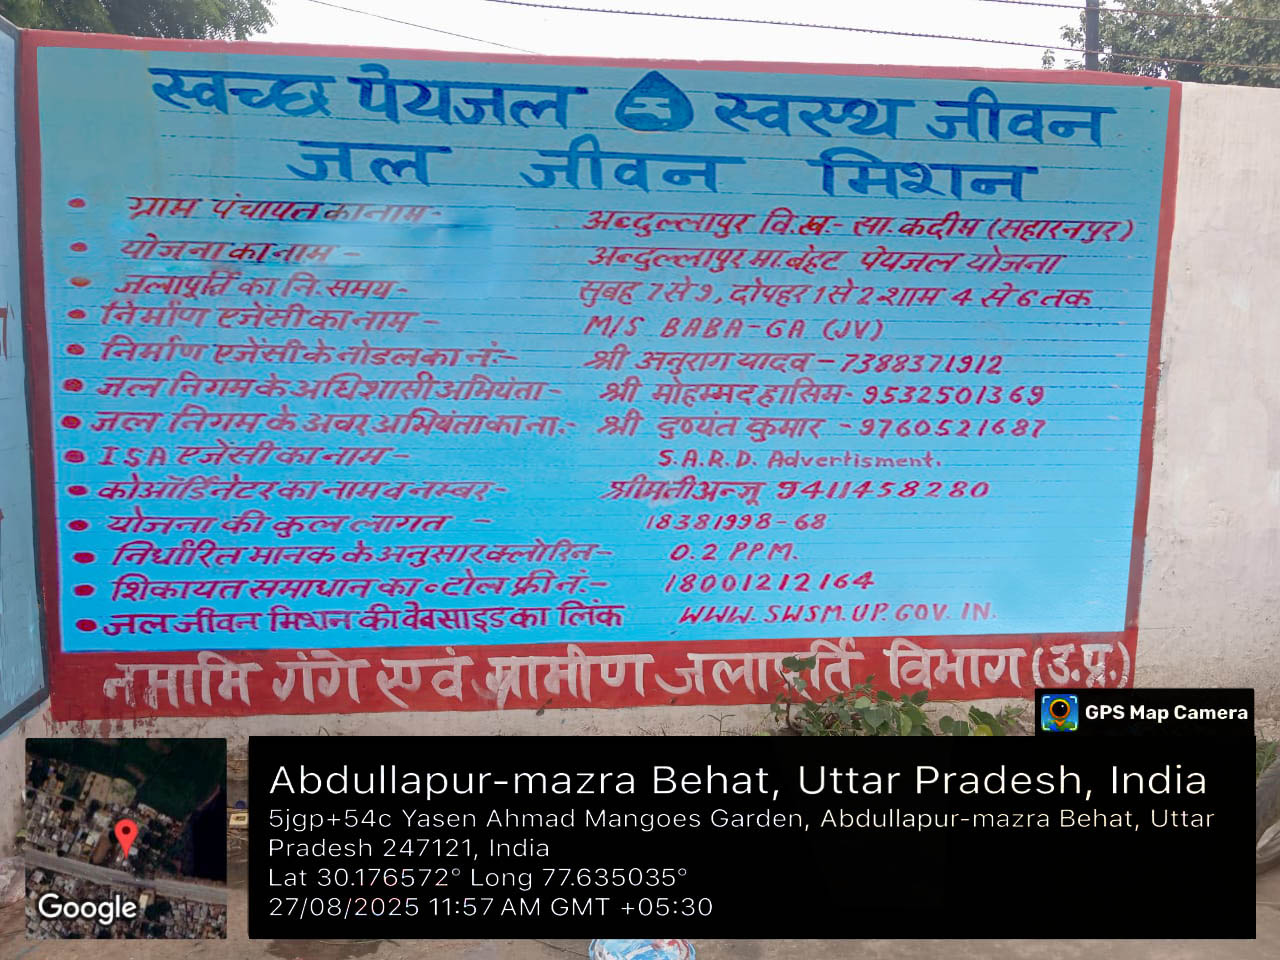 स्वच्छ पेयजल स्वस्थ जीवन
जल जीवन मिशन
• ग्राम पंचायत का नाम- अब्दुल्लापुर वि.ख.- सा. कदीम (सहारनपुर)
• योजना का नाम - अब्दुल्लापुर मा. बेहट पेयजल योजना
• जलापूर्ति का नि. समय- सुबह 7 से 9, दोपहर 1 से 2 शाम 4 से 6 तक
• निर्माण एजेंसी का नाम - M/S BABA-GA (JV)
• निर्माण एजेंसी के नोडल का नं:- श्री अनुराग यादव - 7388371912
• जल निगम के अधिशासी अभियंता- श्री मोहम्मद हासिम- 9532501369
• जल निगम के अवर अभियंता का ना.- श्री दुष्यंत कुमार - 9760521687
• ISA एजेंसी का नाम- S.A.R.D. Advertisment.
• कोऑर्डिनेटर का नाम व नम्बर- श्रीमती अन्जू 9411458280
• योजना की कुल लागत - 18381998-68
• निर्धारित मानक के अनुसार क्लोरिन- 0.2 PPM.
• शिकायत समाधान का टोल फ्री नं:- 18001212164
• जल जीवन मिशन की वेबसाइड का लिंक WWW.SWSM.UP.GOV.IN.
नमामि गंगे एवं ग्रामीण जलापूर्ति विभाग (उ.प्र.)
GPS Map Camera
Abdullapur-mazra Behat, Uttar Pradesh, India
5jgp+54c Yasen Ahmad Mangoes Garden, Abdullapur-mazra Behat, Uttar
Pradesh 247121, India
Lat 30.176572° Long 77.635035°
27/08/2025 11:57 AM GMT +05:30
Google